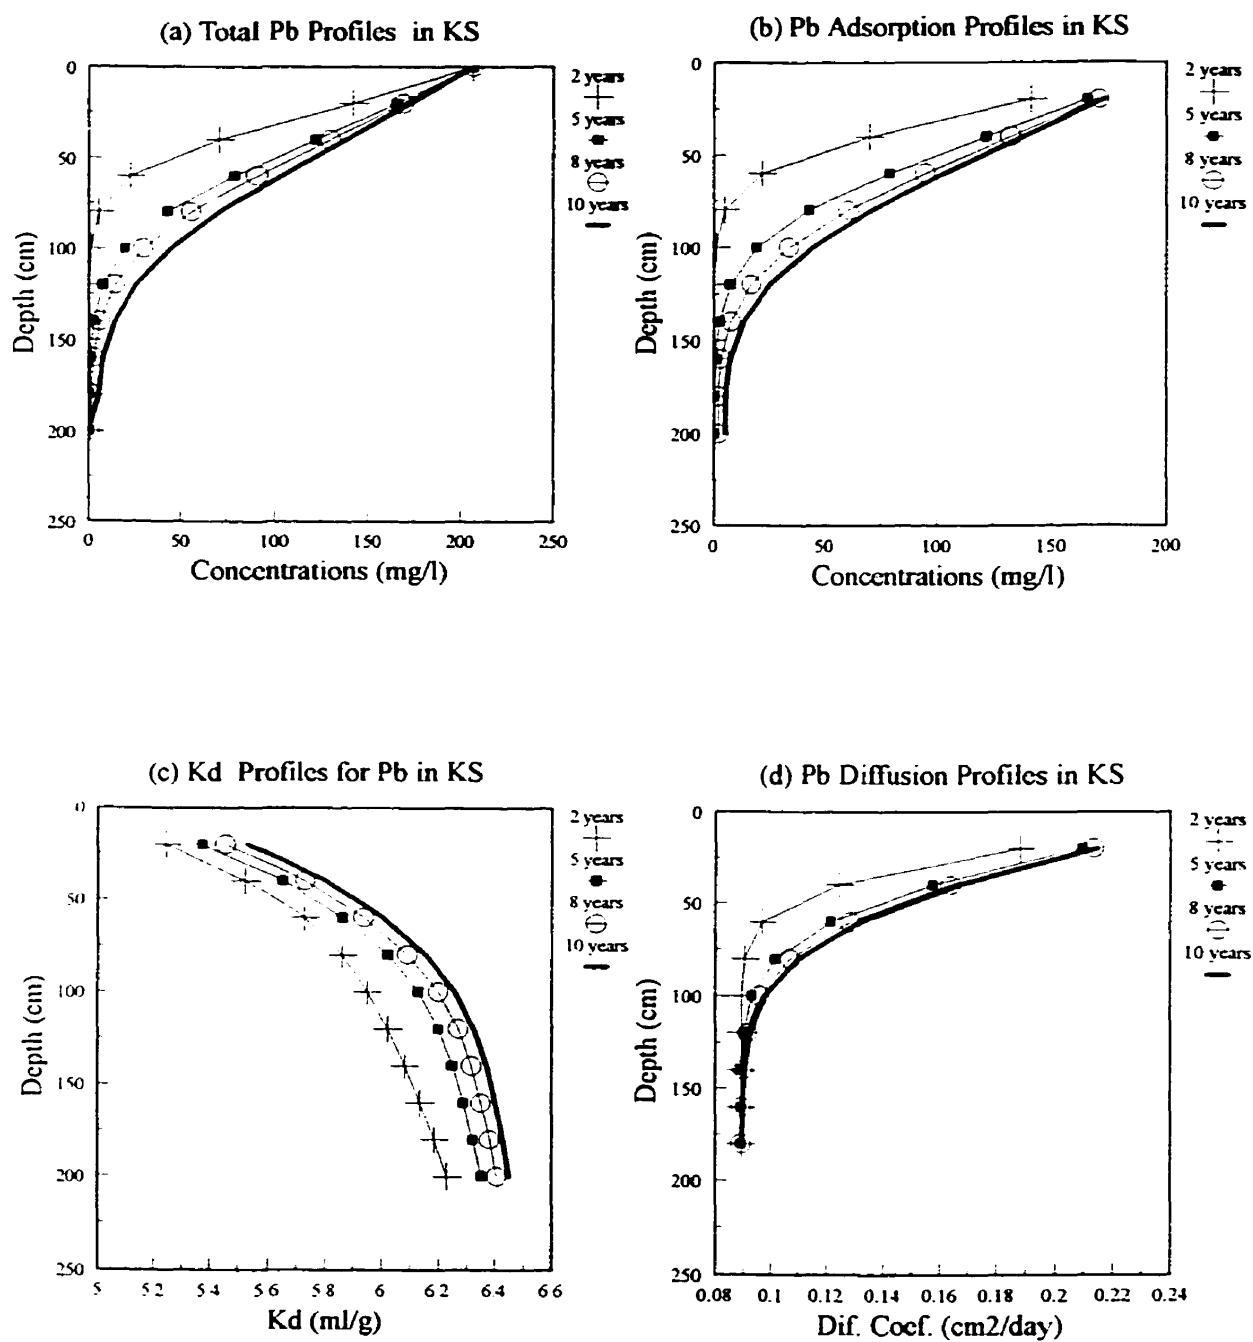 (a) Total Pb Profiles in KS
0
50
100
150
200
250
Depth (cm)
0 50 100 150 200 250
Concentrations (mg/l)
2 years
5 years
8 years
10 years
(b) Pb Adsorption Profiles in KS
0
50
100
150
200
250
Depth (cm)
0 50 100 150 200
Concentrations (mg/l)
2 years
5 years
8 years
10 years
(c) Kd Profiles for Pb in KS
0
50
100
150
200
250
Depth (cm)
5 5.4 5.6 5.8 6 6.2 6.4 6.6
Kd (ml/g)
2 years
5 years
8 years
10 years
(d) Pb Diffusion Profiles in KS
0
50
100
150
200
250
Depth (cm)
0.08 0.1 0.12 0.14 0.16 0.18 0.2 0.22 0.24
Dif. Coef. (cm2/day)
2 years
5 years
8 years
10 years